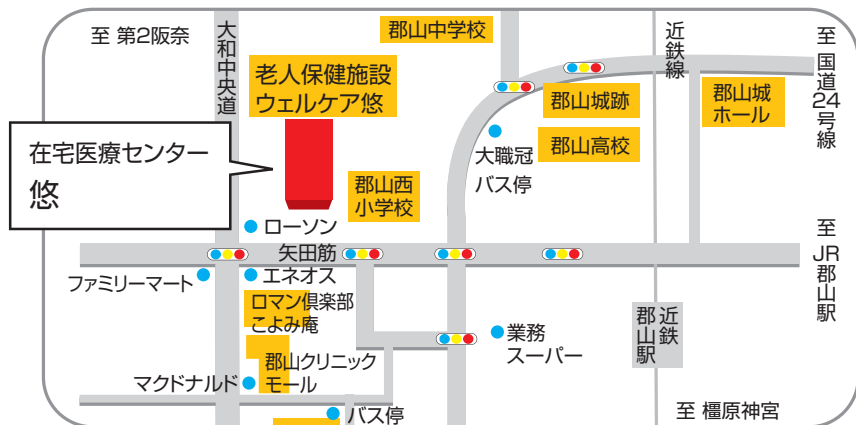 至 第2阪奈
大和中央道
老人保健施設
ウェルケア悠
郡山中学校
近鉄線
至 国道24号線
郡山城跡
郡山城
ホール
大職冠
バス停
郡山高校
在宅医療センター
悠
郡山西
小学校
ローソン
矢田筋
至 JR郡山駅
ファミリーマート
エネオス
ロマン倶楽部
こよみ庵
業務
スーパー
近鉄
郡山駅
郡山クリニック
モール
マクドナルド
バス停
至 橿原神宮